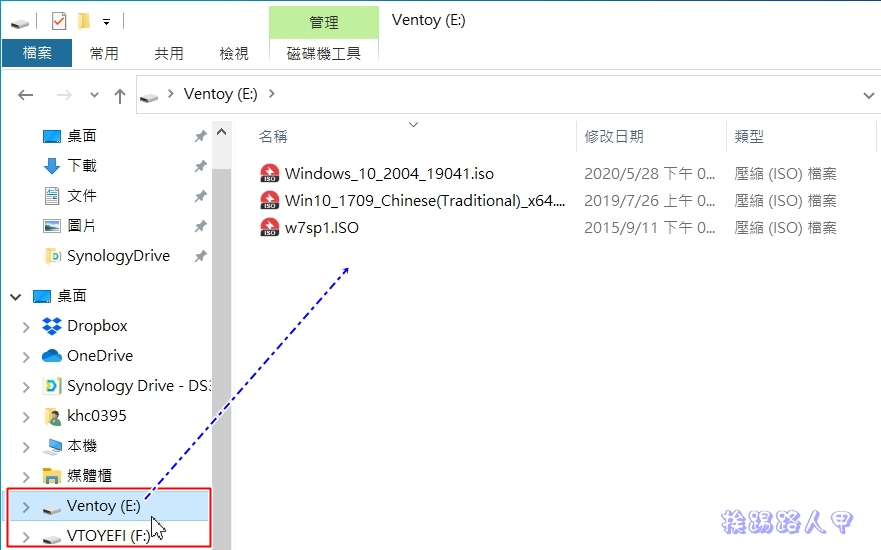 管理
Ventoy (E:)
檔案
常用
共用
檢視
磁碟機工具
Ventoy (E:)
名稱
修改日期
類型
桌面
下載
文件
圖片
SynologyDrive
桌面
Dropbox
OneDrive
Synology Drive - DS3
khc0395
本機
媒體櫃
Ventoy (E:)
VTOYEFI (F:)
Windows_10_2004_19041.iso 2020/5/28 下午 0... 壓縮 (ISO) 檔案
Win10_1709_Chinese(Traditional)_x64.... 2019/7/26 上午 0... 壓縮 (ISO) 檔案
w7sp1.ISO 2015/9/11 下午 0... 壓縮 (ISO) 檔案
挨踢路人甲